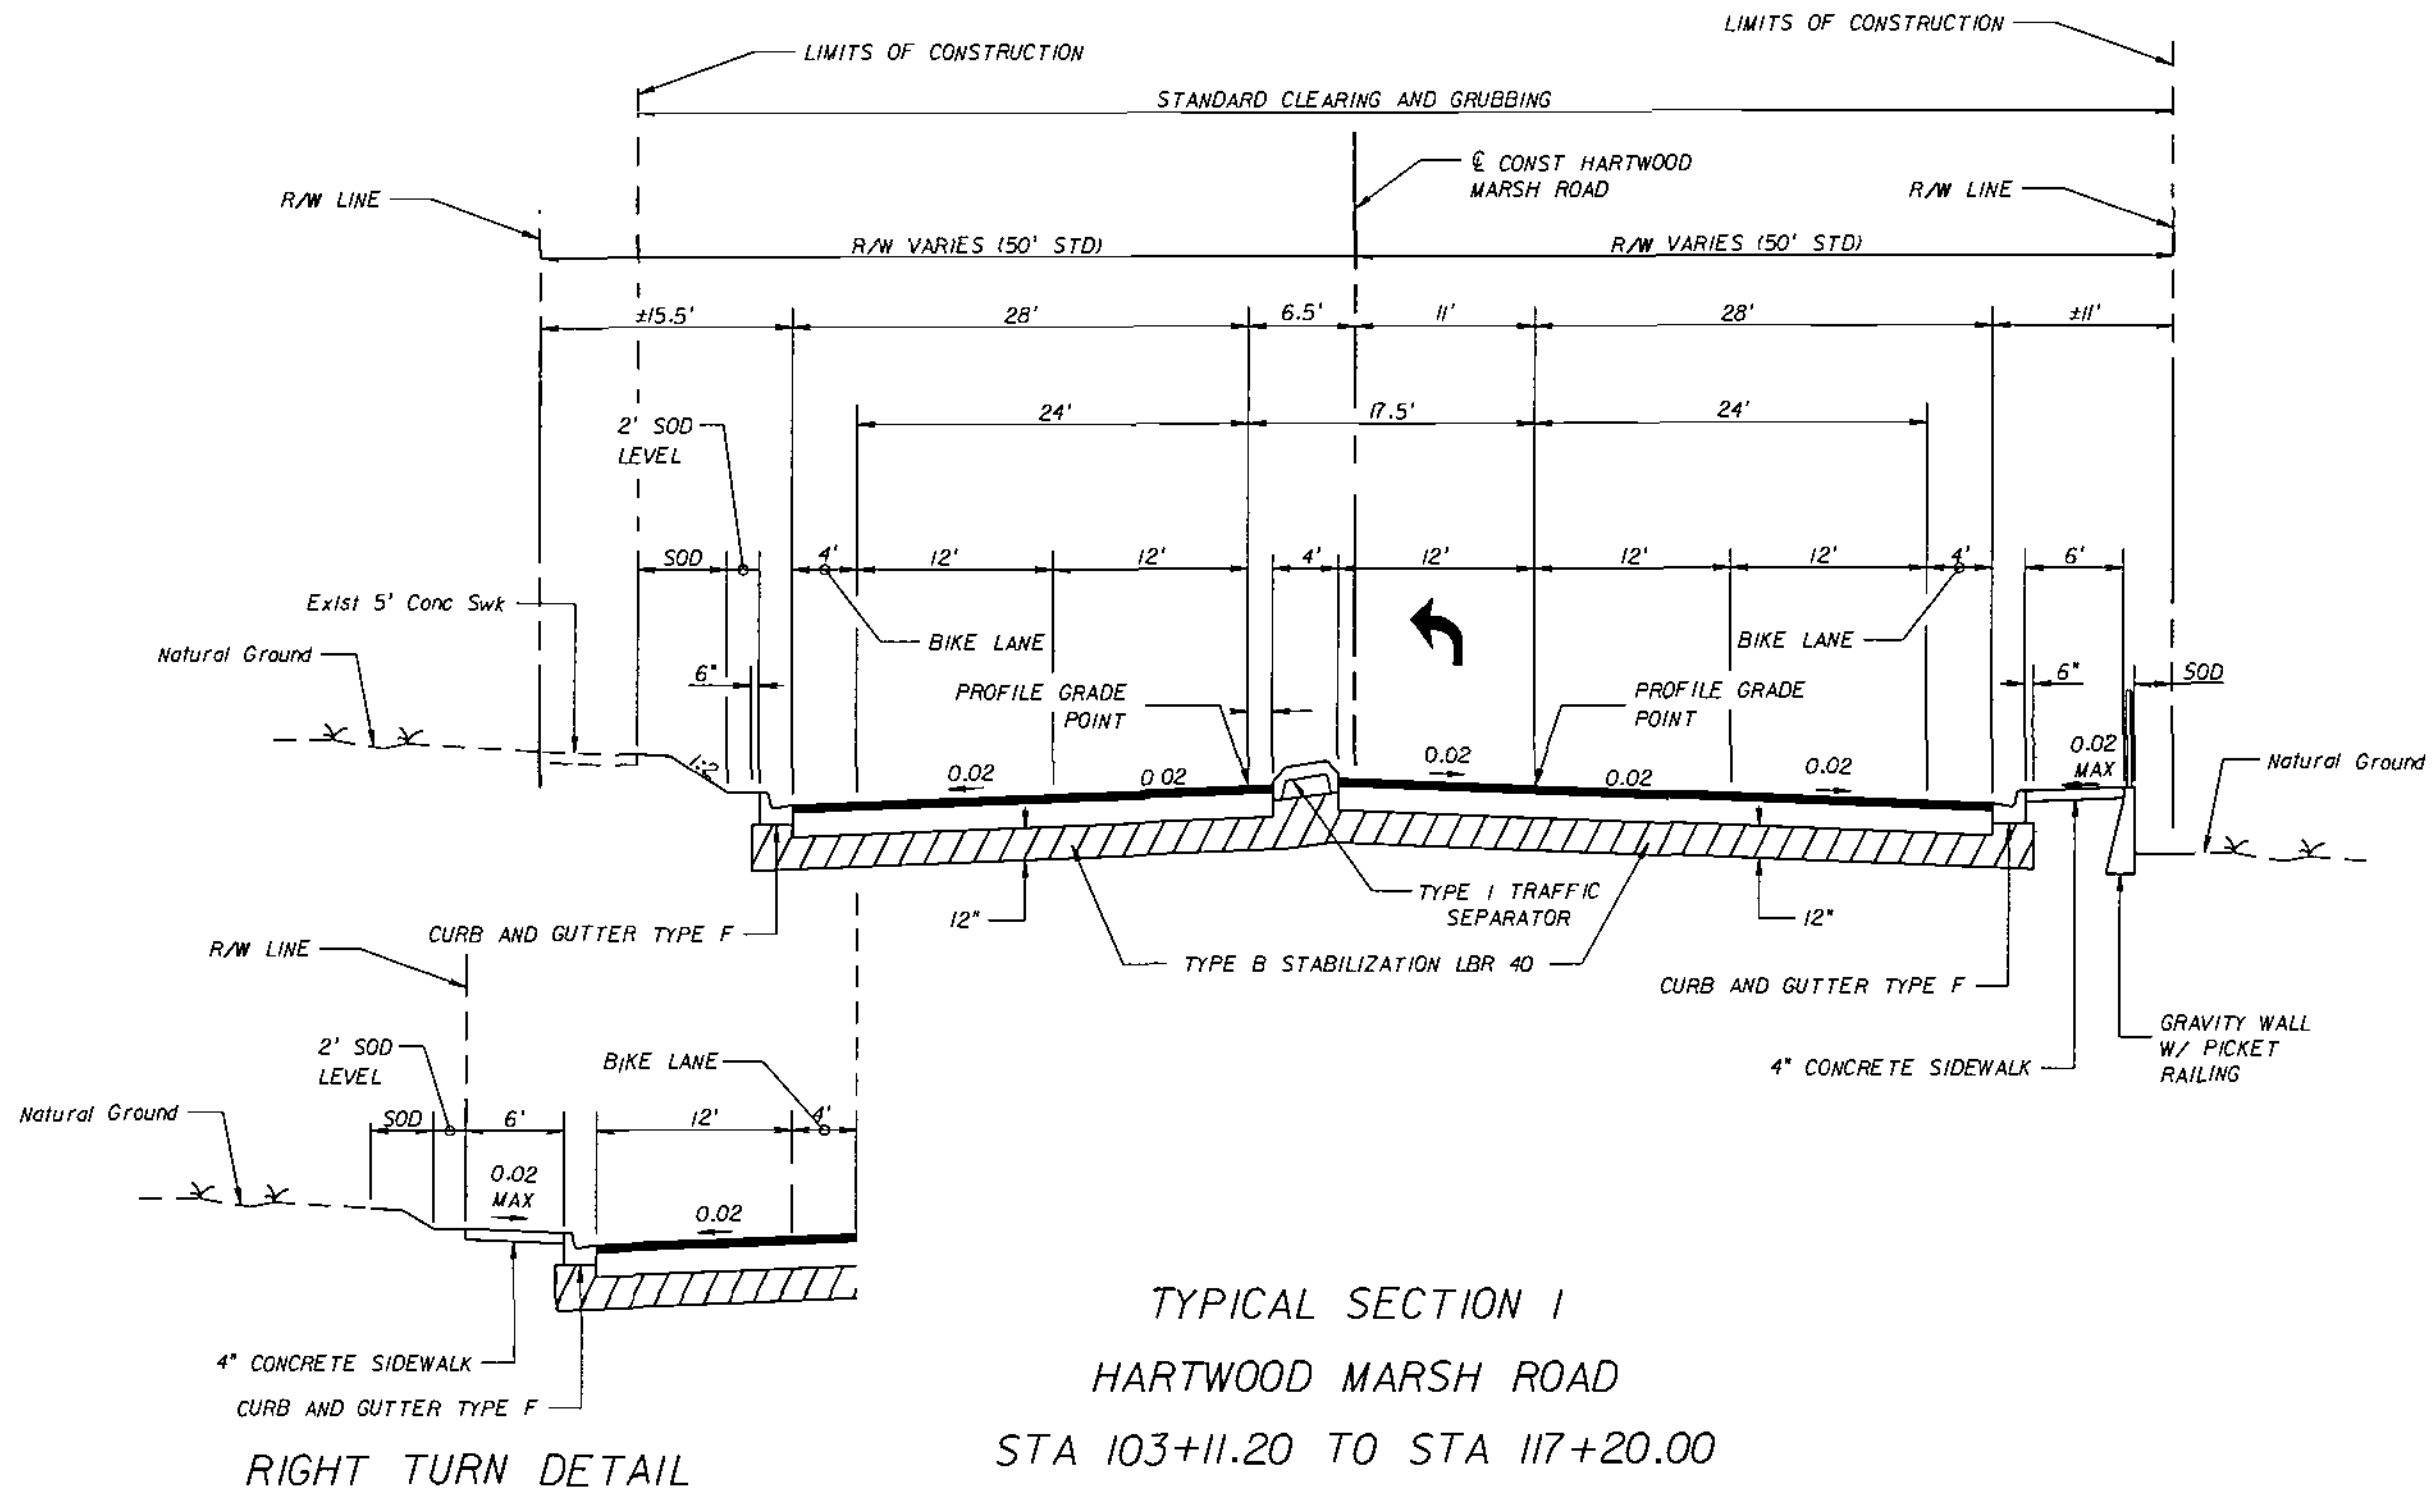 LIMITS OF CONSTRUCTION
LIMITS OF CONSTRUCTION
STANDARD CLEARING AND GRUBBING
℄ CONST HARTWOOD
MARSH ROAD
R/W LINE
R/W LINE
R/W VARIES (50' STD)
R/W VARIES (50' STD)
±15.5'
28'
6.5'
11'
28'
±11'
24'
17.5'
24'
2' SOD
LEVEL
SOD
4'
12'
12'
4'
12'
12'
12'
4'
6'
Exist 5' Conc Swk
Natural Ground
BIKE LANE
BIKE LANE
6"
6"
SOD
PROFILE GRADE
POINT
PROFILE GRADE
POINT
1:2
0.02
0 02
0.02
0.02
0.02
0.02
MAX
Natural Ground
12"
TYPE 1 TRAFFIC
SEPARATOR
12"
CURB AND GUTTER TYPE F
TYPE B STABILIZATION LBR 40
CURB AND GUTTER TYPE F
GRAVITY WALL
W/ PICKET
RAILING
4" CONCRETE SIDEWALK
R/W LINE
2' SOD
LEVEL
BIKE LANE
Natural Ground
SOD
6'
12'
4'
0.02
MAX
0.02
4" CONCRETE SIDEWALK
CURB AND GUTTER TYPE F
RIGHT TURN DETAIL
TYPICAL SECTION 1
HARTWOOD MARSH ROAD
STA 103+11.20 TO STA 117+20.00